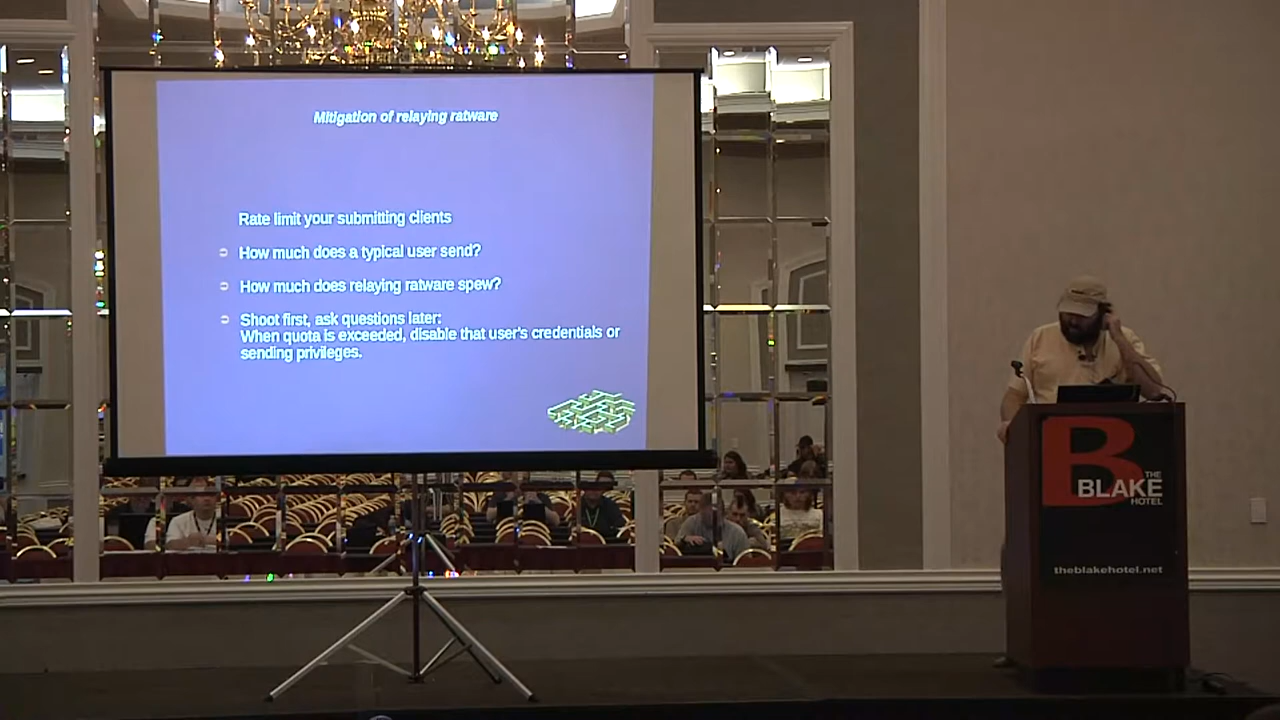 Mitigation of relaying ratware
Rate limit your submitting clients
How much does a typical user send?
How much does relaying ratware spew?
Shoot first, ask questions later:
When quota is exceeded, disable that user's credentials or
sending privileges.
B
THE
BLAKE
HOTEL
theblakehotel.net